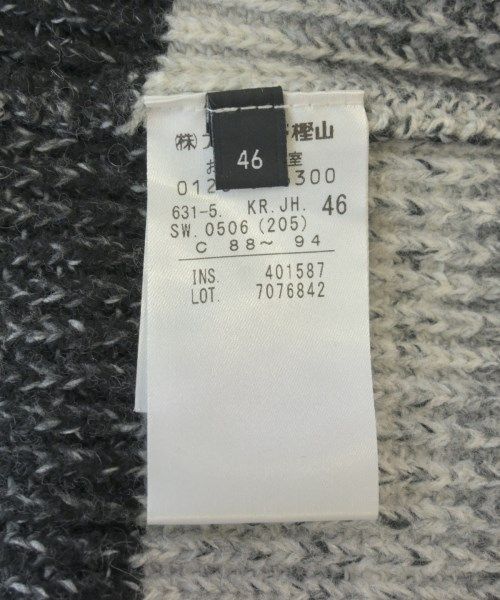 46
(株) 樫山
お 室
012 300
631-5. KR.JH. 46
SW.0506(205)
C 88~ 94
INS. 401587
LOT. 7076842